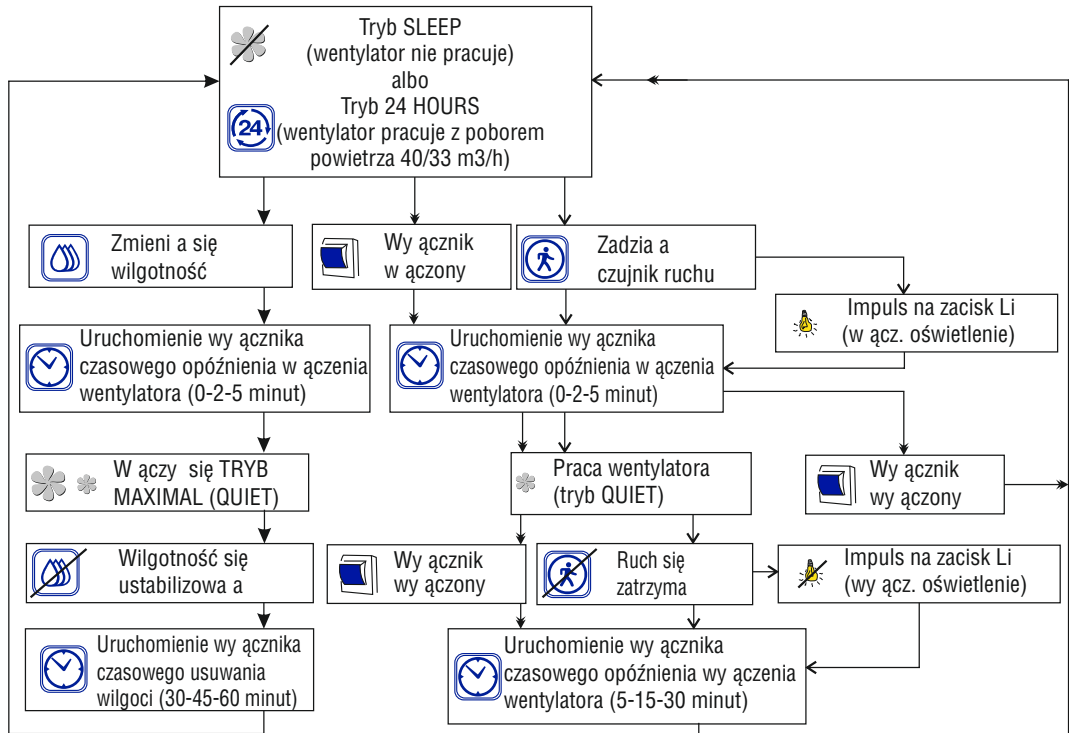 Tryb SLEEP
(wentylator nie pracuje)
albo
Tryb 24 HOURS
24
(wentylator pracuje z poborem
powietrza 40/33 m3/h)
Zmieni a się
wilgotność
Wy ącznik
w ączony
Zadzia a
czujnik ruchu
Impuls na zacisk Li
(w ącz. oświetlenie)
Uruchomienie wy ącznika
czasowego opóźnienia w ączenia
wentylatora (0-2-5 minut)
Uruchomienie wy ącznika
czasowego opóźnienia w ączenia
wentylatora (0-2-5 minut)
W ączy się TRYB
MAXIMAL (QUIET)
Praca wentylatora
(tryb QUIET)
Wy ącznik
wy ączony
Wilgotność się
ustabilizowa a
Wy ącznik
wy ączony
Ruch się
zatrzyma
Impuls na zacisk Li
(wy ącz. oświetlenie)
Uruchomienie wy ącznika
czasowego usuwania
wilgoci (30-45-60 minut)
Uruchomienie wy ącznika
czasowego opóźnienia wy ączenia
wentylatora (5-15-30 minut)